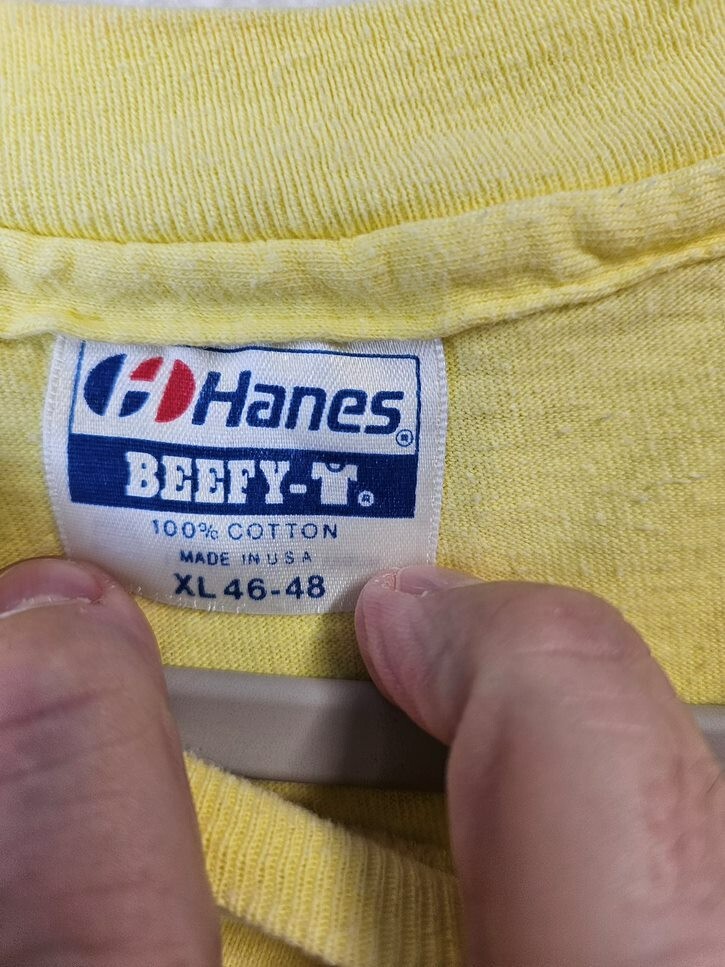 Hanes®
BEEFY-T®
100% COTTON
MADE IN USA
XL 46-48